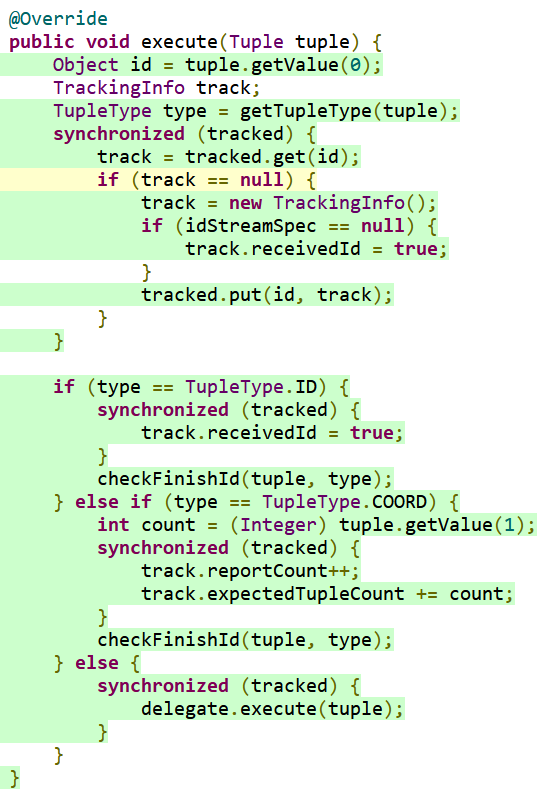 @Override
public void execute(Tuple tuple) {
    Object id = tuple.getValue(0);
    TrackingInfo track;
    TupleType type = getTupleType(tuple);
    synchronized (tracked) {
        track = tracked.get(id);
        if (track == null) {
            track = new TrackingInfo();
            if (idStreamSpec == null) {
                track.receivedId = true;
            }
            tracked.put(id, track);
        }
    }

    if (type == TupleType.ID) {
        synchronized (tracked) {
            track.receivedId = true;
        }
        checkFinishId(tuple, type);
    } else if (type == TupleType.COORD) {
        int count = (Integer) tuple.getValue(1);
        synchronized (tracked) {
            track.reportCount++;
            track.expectedTupleCount += count;
        }
        checkFinishId(tuple, type);
    } else {
        synchronized (tracked) {
            delegate.execute(tuple);
        }
    }
}